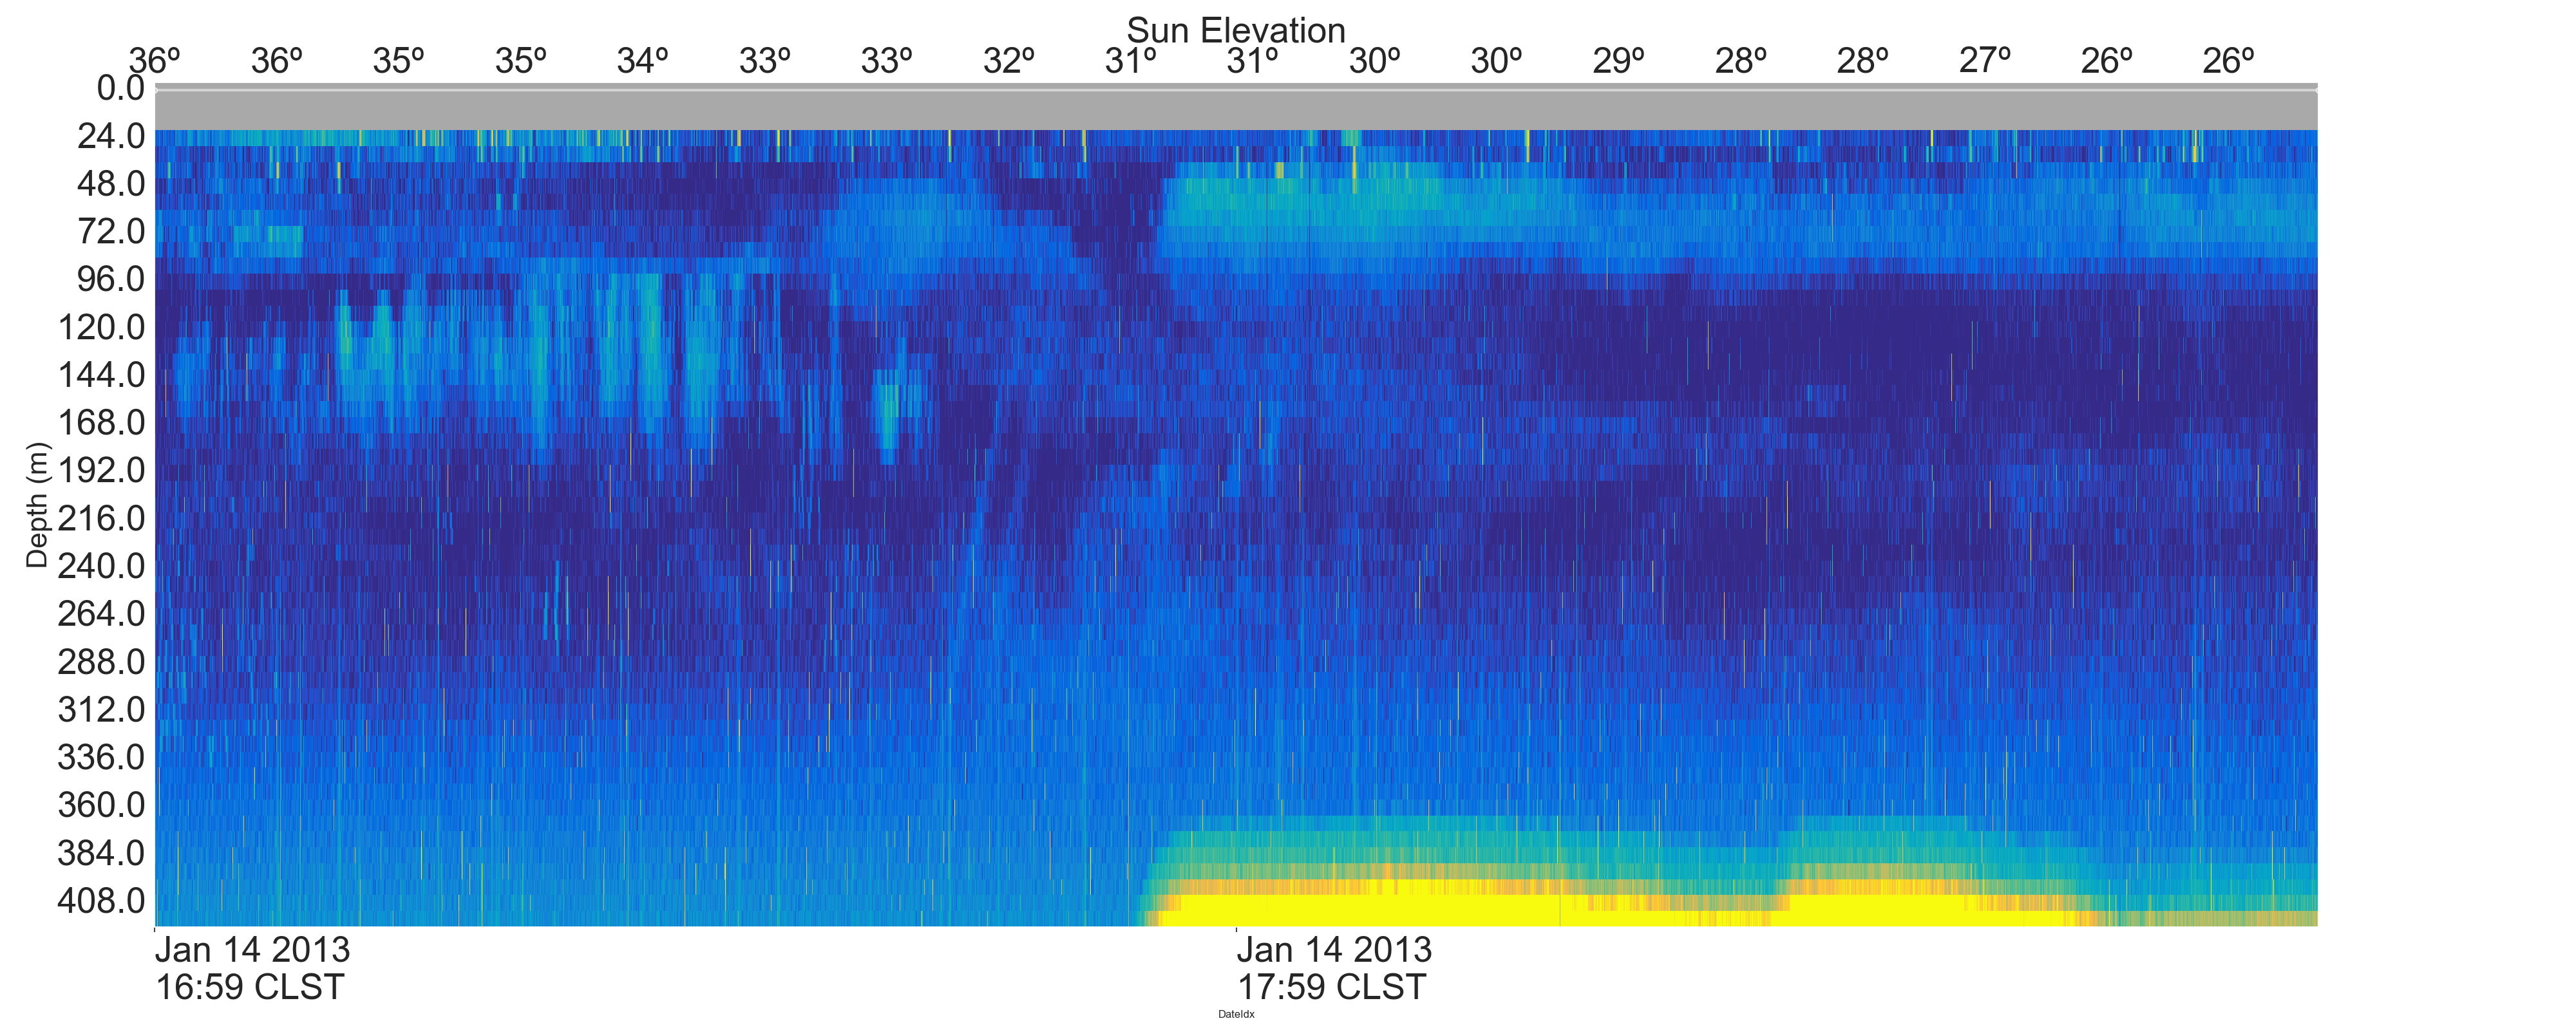 Sun Elevation
36º 36º 35º 35º 34º 33º 33º 32º 31º 31º 30º 30º 29º 28º 28º 27º 26º 26º
0.0
24.0
48.0
72.0
96.0
120.0
144.0
168.0
192.0
216.0
240.0
264.0
288.0
312.0
336.0
360.0
384.0
408.0
Depth (m)
Jan 14 2013
16:59 CLST
Jan 14 2013
17:59 CLST
DateIdx